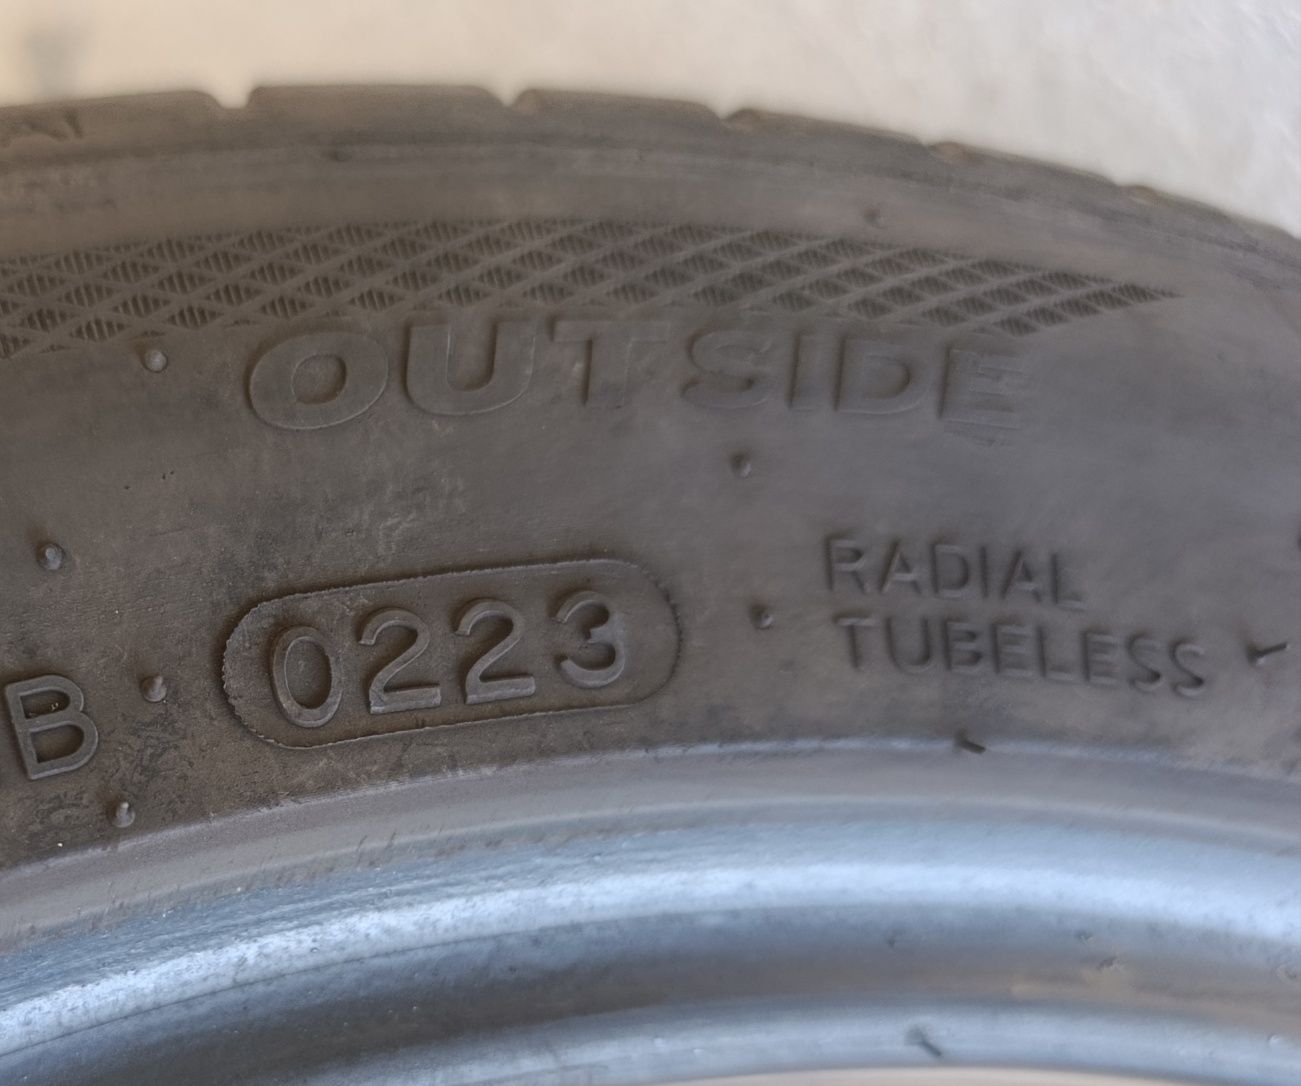 OUTSIDE
RADIAL
TUBELESS
0223
B